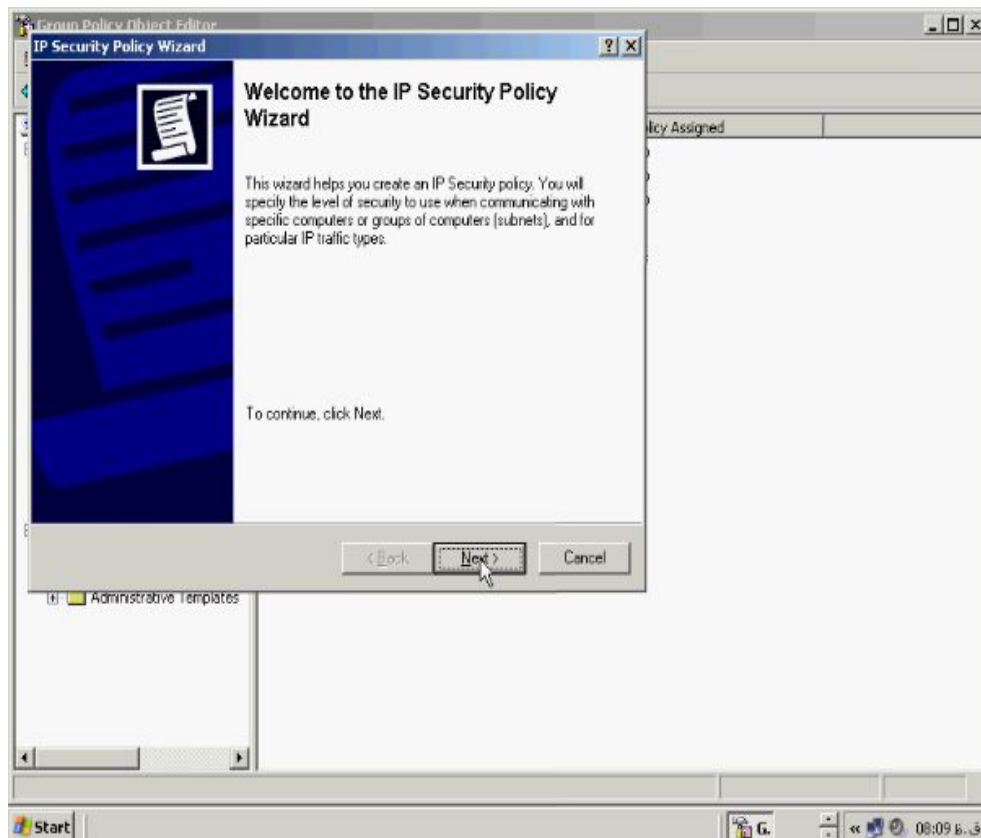 Group Policy Object Editor
IP Security Policy Wizard
Welcome to the IP Security Policy
Wizard
This wizard helps you create an IP Security policy. You will
specify the level of security to use when communicating with
specific computers or groups of computers (subnets), and for
particular IP traffic types.
To continue, click Next.
< Back
Next >
Cancel
Assigned
Administrative Templates
Start
G.
« 08:09 ق.ظ